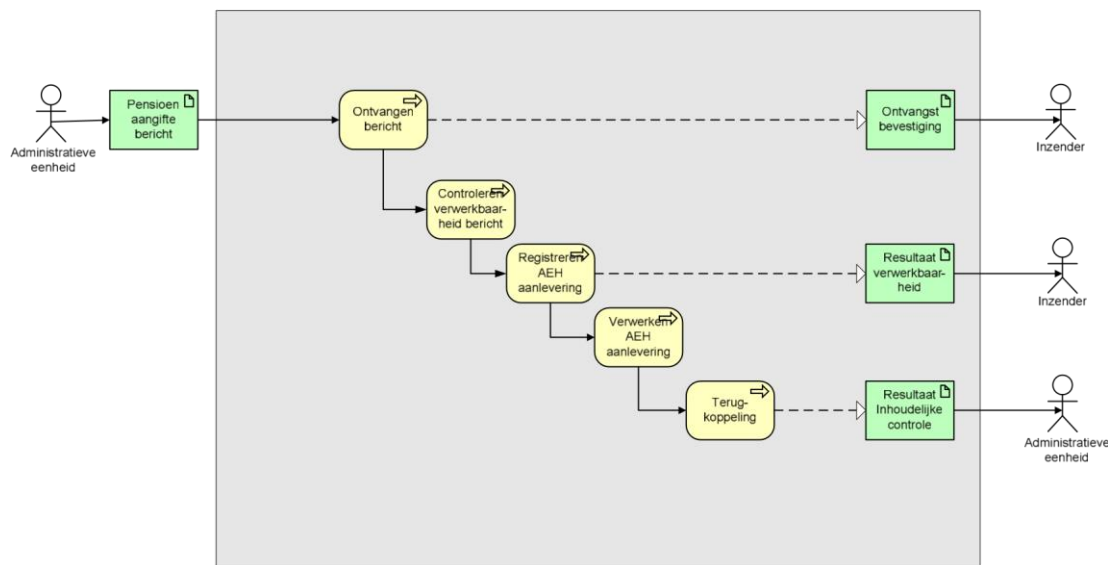 Administratieve
eenheid
Pensioen
aangifte
bericht
Ontvangen
bericht
Ontvangst
bevestiging
Inzender
Controleren
verwerkbaar-
heid bericht
Registreren
AEH
aanlevering
Resultaat
verwerkbaar-
heid
Inzender
Verwerken
AEH
aanlevering
Terug-
koppeling
Resultaat
Inhoudelijke
controle
Administratieve
eenheid